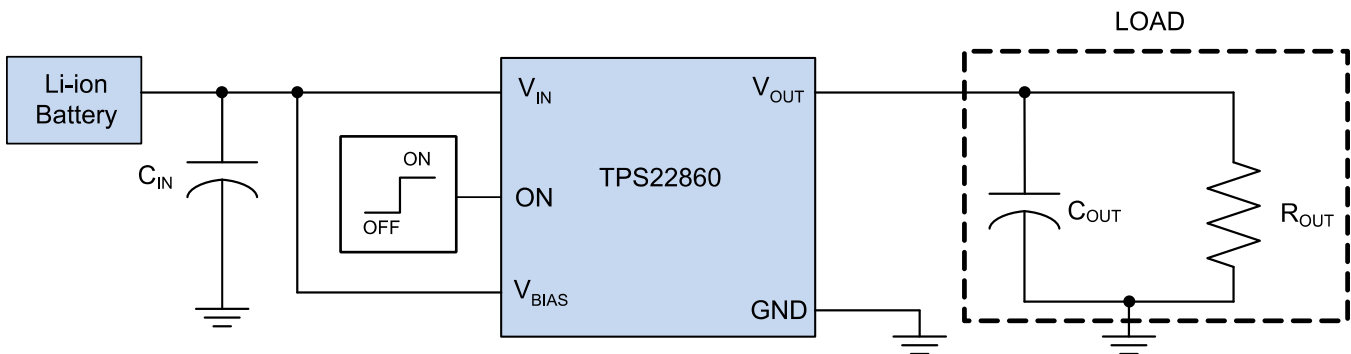 LOAD
Li-ion
Battery
V_IN
V_OUT
C_IN
ON
OFF
ON
TPS22860
C_OUT
R_OUT
V_BIAS
GND